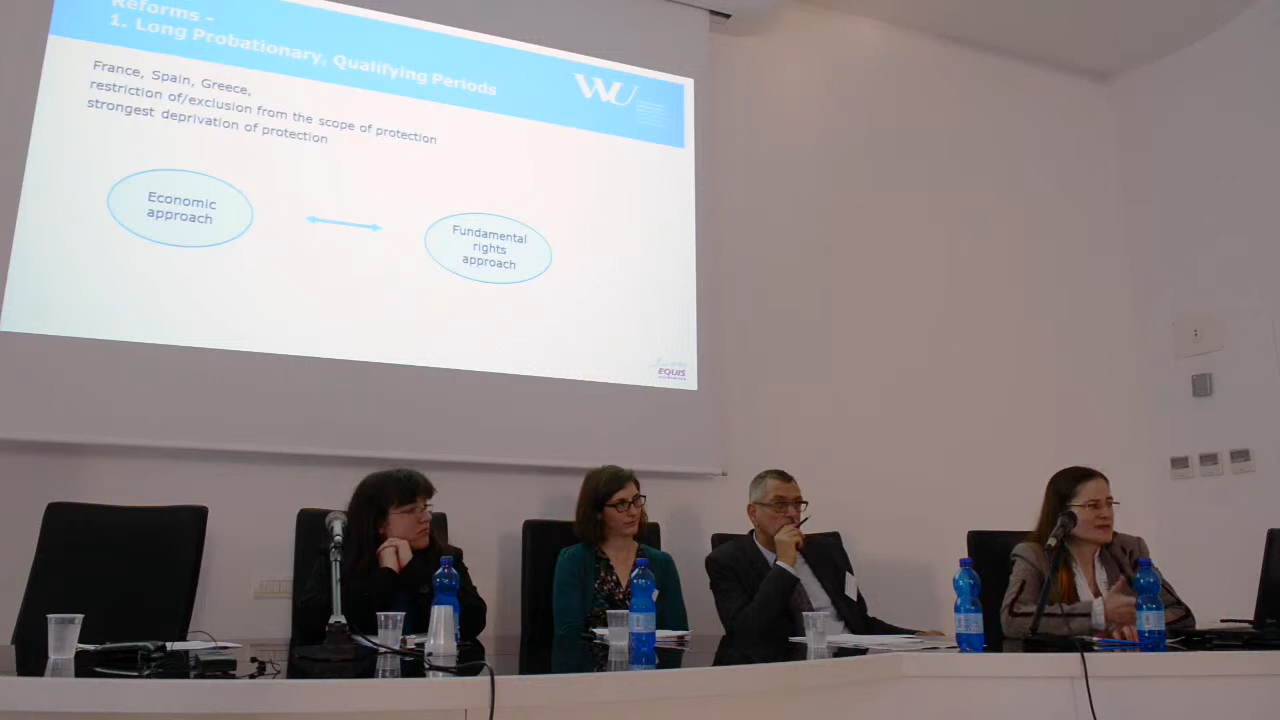 Reforms -
1. Long Probationary, Qualifying Periods
WU
France, Spain, Greece,
restriction of/exclusion from the scope of protection
strongest deprivation of protection
Economic
approach
Fundamental
rights
approach
EQUIS